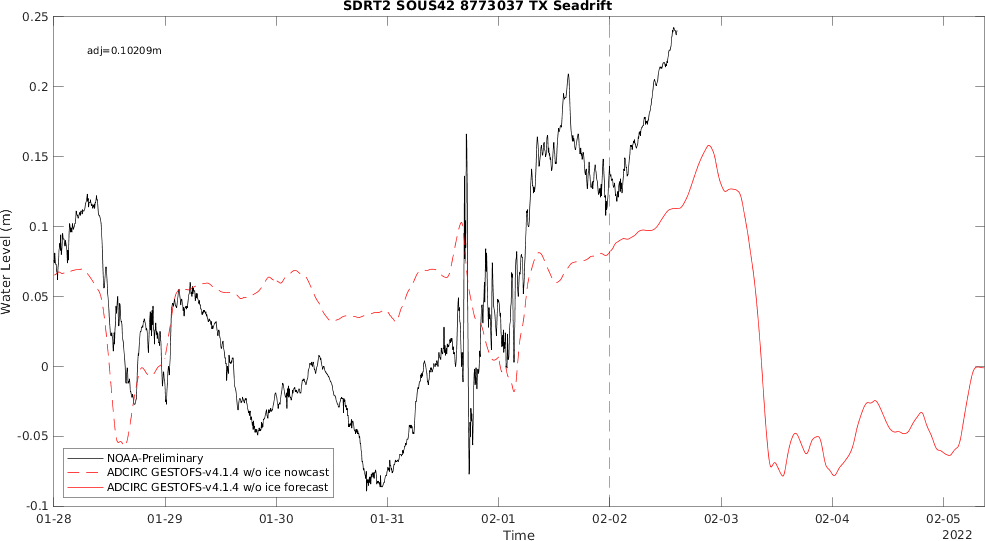 SDRT2 SOUS42 8773037 TX Seadrift
0.25
adj=0.10209m
0.2
0.15
0.1
0.05
0
-0.05
-0.1
Water Level (m)
NOAA-Preliminary
ADCIRC GESTOFS-v4.1.4 w/o ice nowcast
ADCIRC GESTOFS-v4.1.4 w/o ice forecast
01-28 01-29 01-30 01-31 02-01 02-02 02-03 02-04 02-05
Time
2022